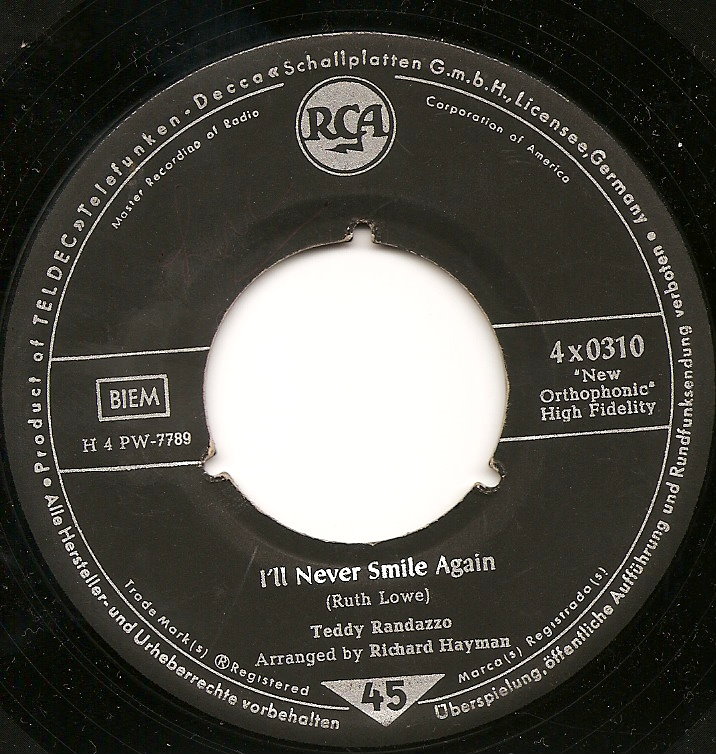 • Product of TELDEC »Telefunken - Decca« Schallplatten G.m.b.H., Licensee, Germany •
RCA
Master Recording of Radio Corporation of America
BIEM
H 4 PW-7789
4x0310
"New
Orthophonic"
High Fidelity
I'll Never Smile Again
(Ruth Lowe)
Teddy Randazzo
Arranged by Richard Hayman
Trade Mark(s) ® Registered
Marca(s) Registrada(s)
45
Alle Hersteller- und Urheberrechte vorbehalten
Überspielung, öffentliche Aufführung und Rundfunksendung verboten